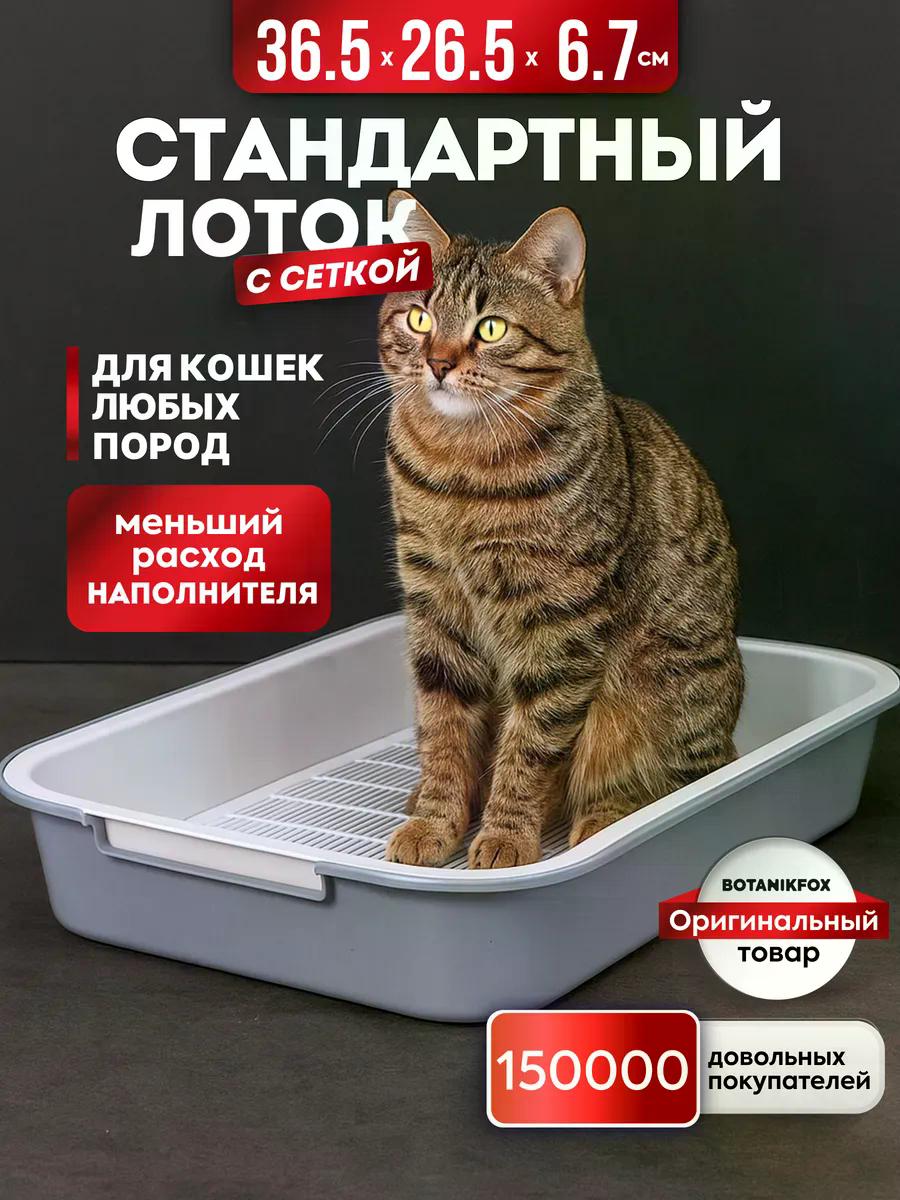 36.5 x 26.5 x 6.7 см
СТАНДАРТНЫЙ
ЛОТОК
С СЕТКОЙ
ДЛЯ КОШЕК
ЛЮБЫХ
ПОРОД
меньший
расход
НАПОЛНИТЕЛЯ
BOTANIKFOX
Оригинальный
товар
150000
ДОВОЛЬНЫХ
ПОКУПАТЕЛЕЙ